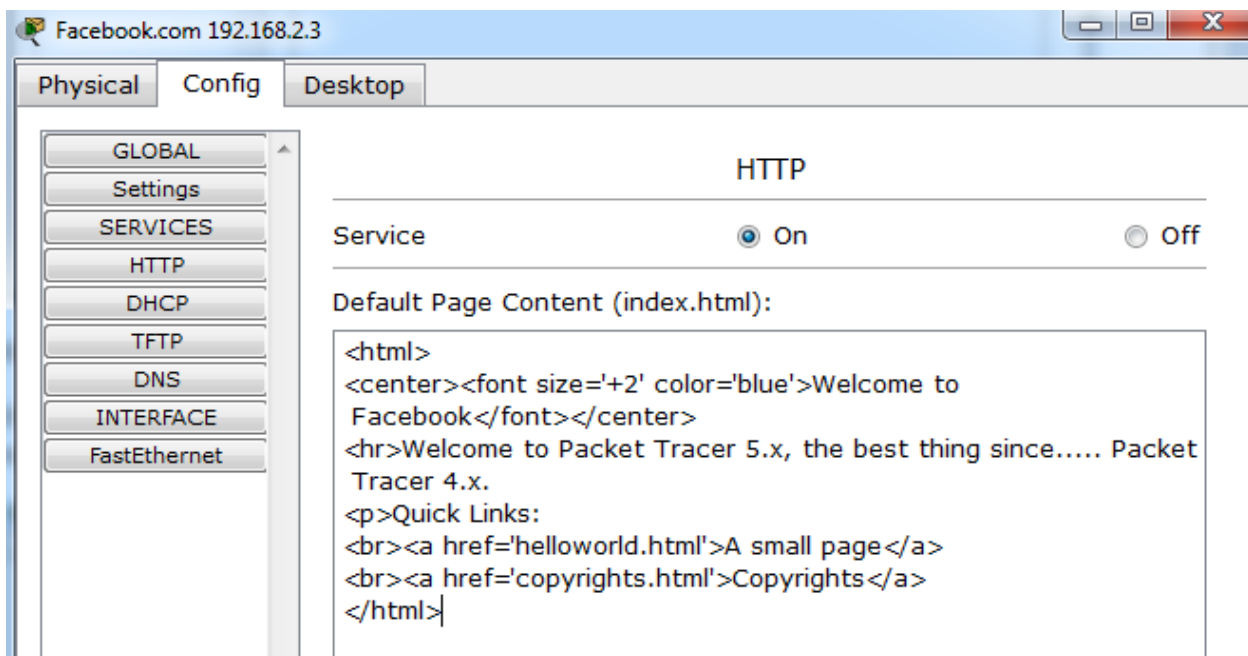 Facebook.com 192.168.2.3
Physical
Config
Desktop
GLOBAL
Settings
SERVICES
HTTP
DHCP
TFTP
DNS
INTERFACE
FastEthernet
HTTP
Service
On
Off
Default Page Content (index.html):
<html>
<center><font size='+2' color='blue'>Welcome to
Facebook</font></center>
<hr>Welcome to Packet Tracer 5.x, the best thing since..... Packet
Tracer 4.x.
<p>Quick Links:
<br><a href='helloworld.html'>A small page</a>
<br><a href='copyrights.html'>Copyrights</a>
</html>